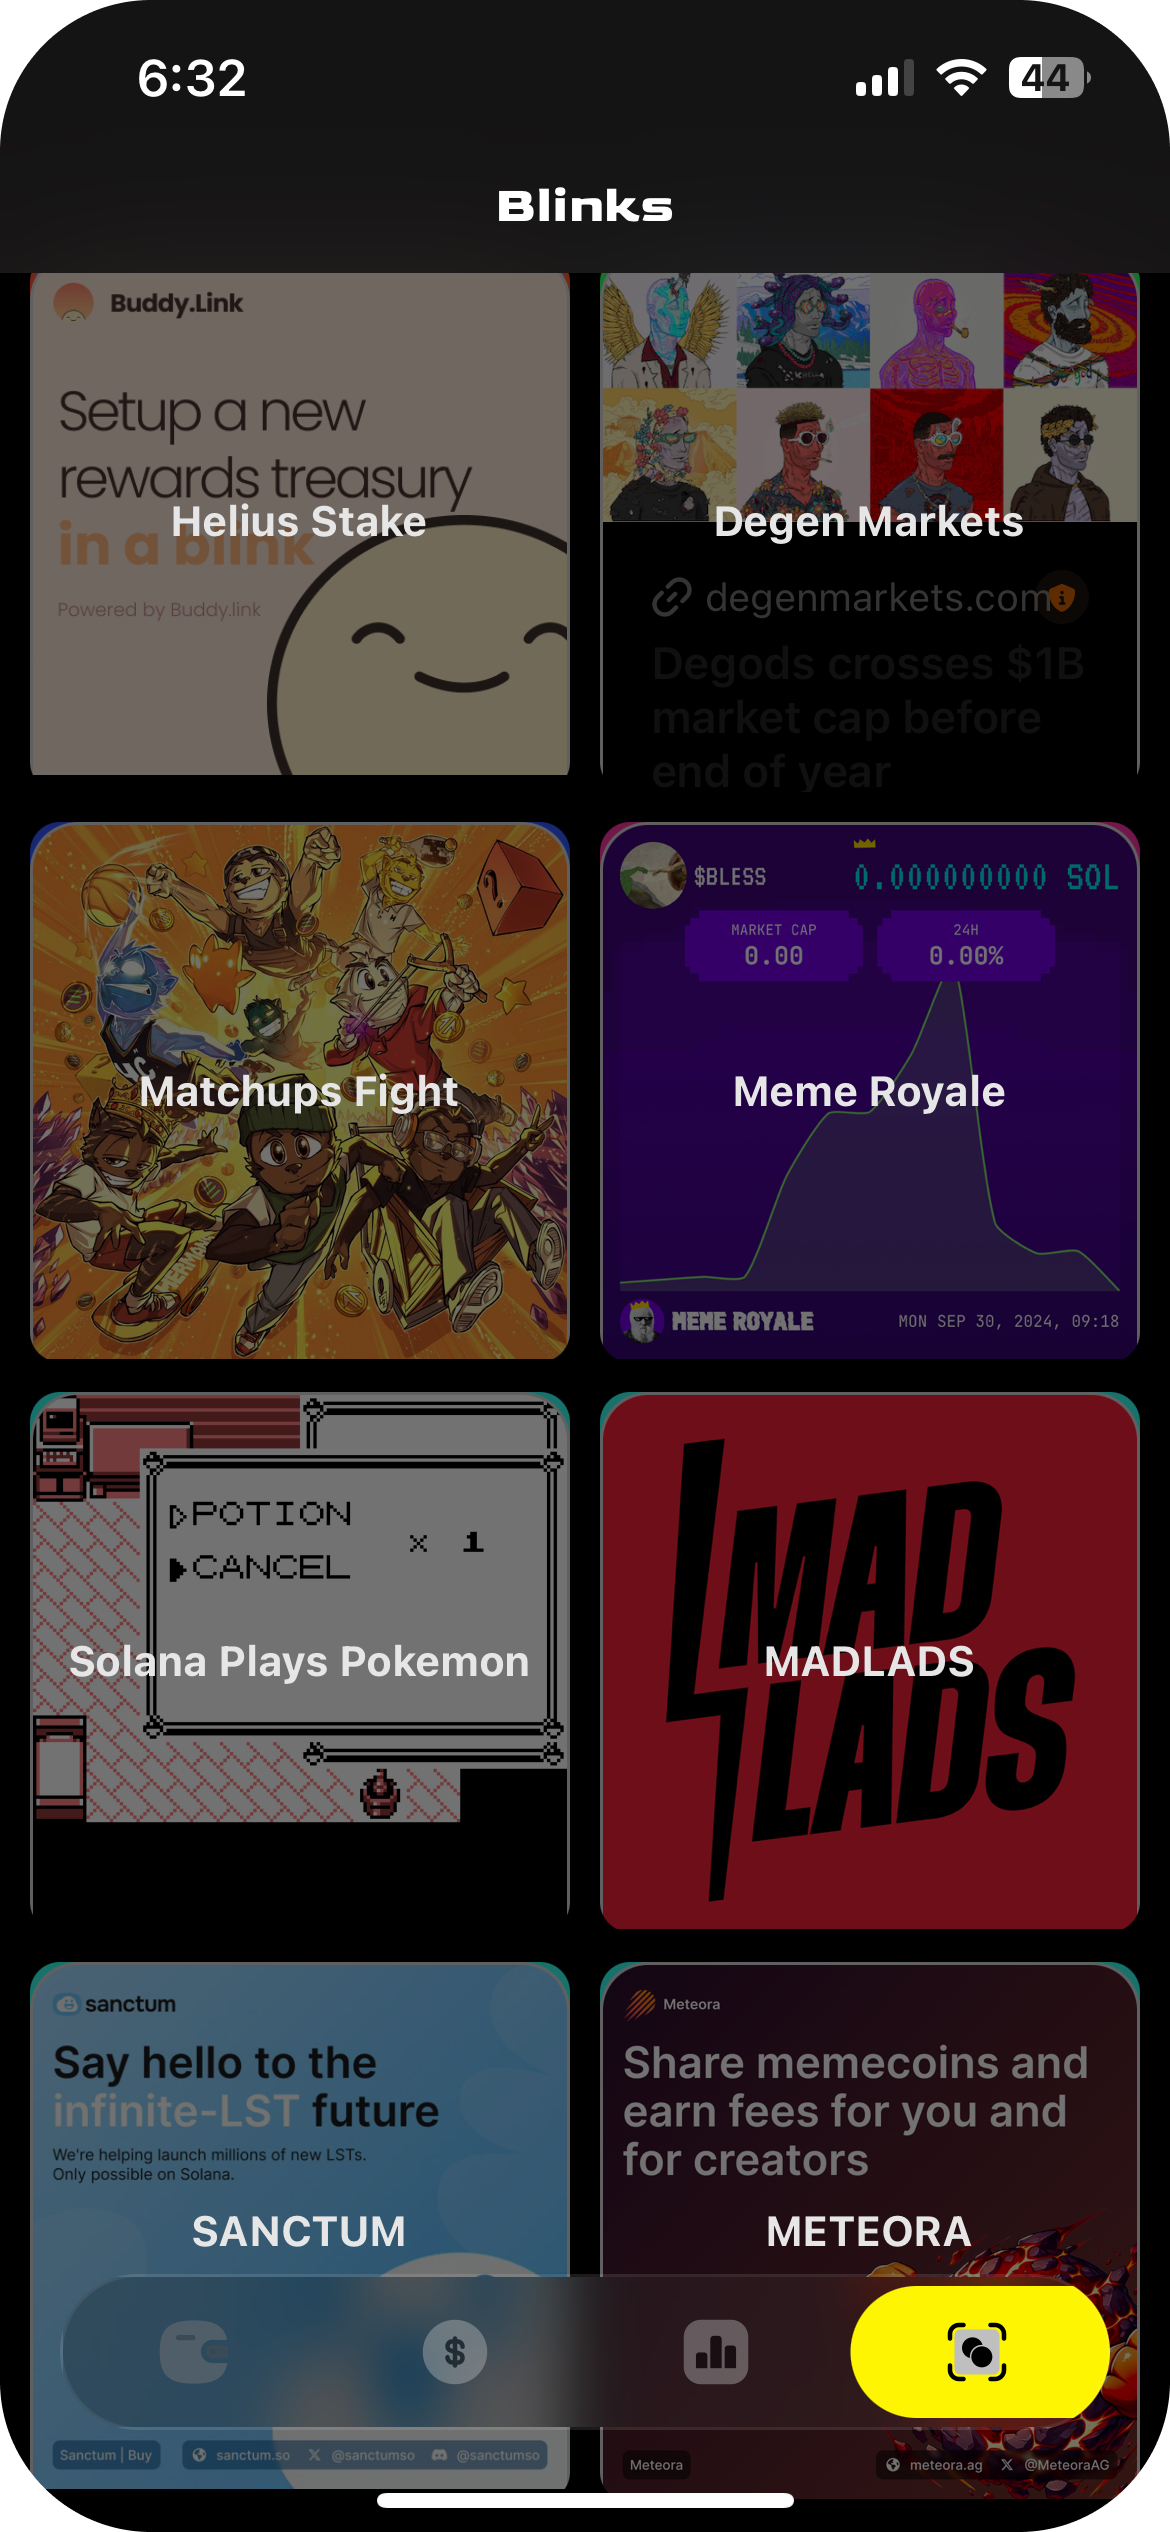 6:32
44
Blinks
Buddy.Link
Setup a new
rewards treasury
in a blink
Helius Stake
Powered by Buddy.link
Degen Markets
degenmarkets.com
Degods crosses $1B
market cap before
end of year
Matchups Fight
$BLESS
0.000000000 SOL
MARKET CAP
0.00
24H
0.00%
Meme Royale
MEME ROYALE
MON SEP 30, 2024, 09:18
POTION
CANCEL
x 1
Solana Plays Pokemon
MAD
LADS
MADLADS
sanctum
Say hello to the
infinite-LST future
We're helping launch millions of new LSTs.
Only possible on Solana.
SANCTUM
Sanctum | Buy
sanctum.so
@sanctumso
@sanctumso
Meteora
Share memecoins and
earn fees for you and
for creators
METEORA
Meteora
meteora.ag
@MeteoraAG